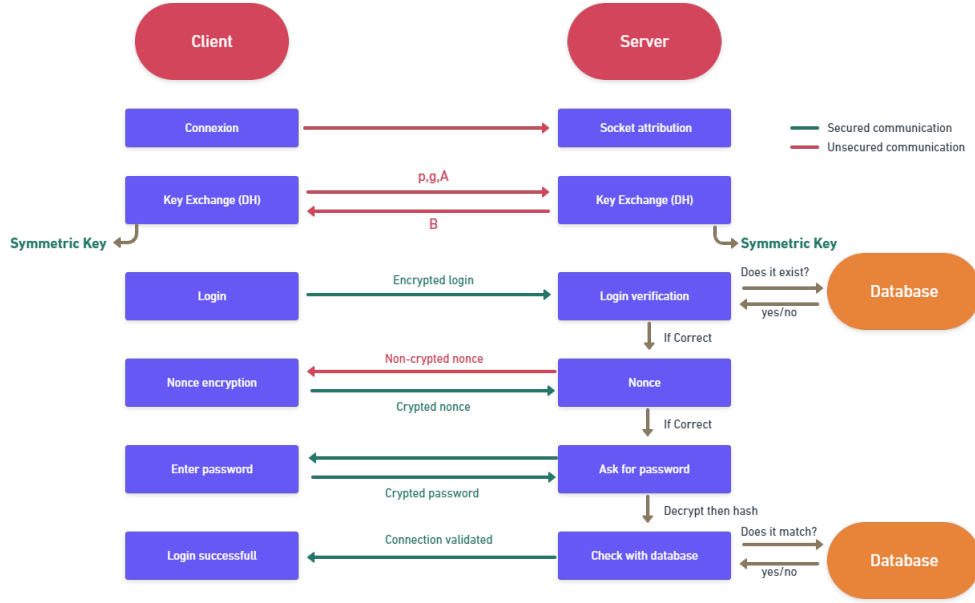 Client
Server
Connexion
Socket attribution
Secured communication
Unsecured communication
p,g,A
Key Exchange (DH)
Key Exchange (DH)
B
Symmetric Key
Symmetric Key
Does it exist?
Encrypted login
Login
Login verification
Database
yes/no
If Correct
Non-crypted nonce
Nonce encryption
Nonce
Crypted nonce
If Correct
Enter password
Ask for password
Crypted password
Decrypt then hash
Does it match?
Connection validated
Login successfull
Check with database
Database
yes/no